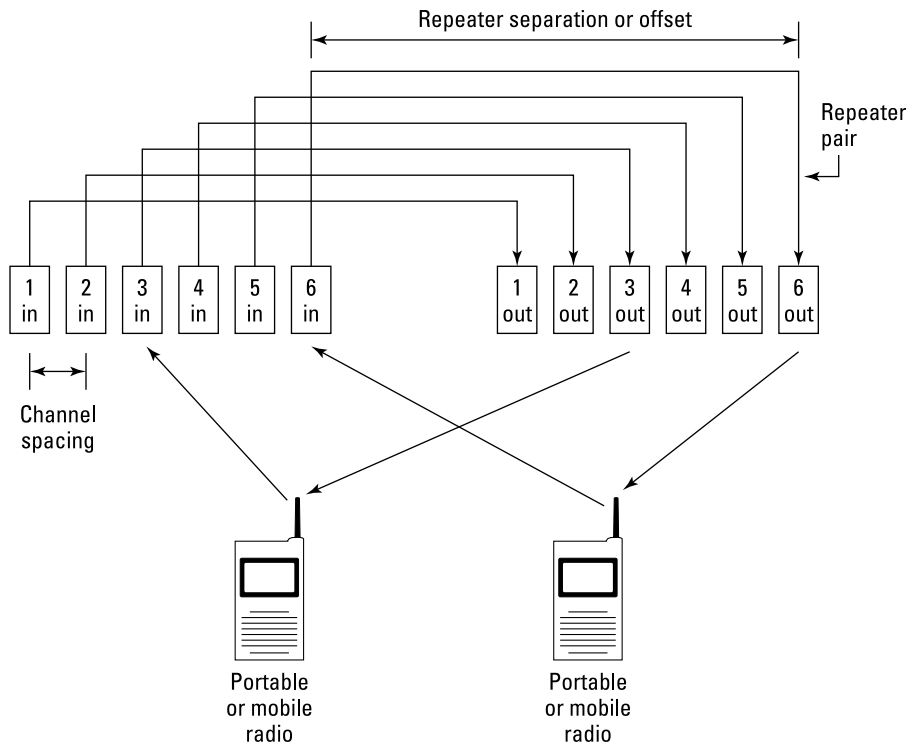 Repeater separation or offset
Repeater
pair
1
in
2
in
3
in
4
in
5
in
6
in
1
out
2
out
3
out
4
out
5
out
6
out
Channel
spacing
Portable
or mobile
radio
Portable
or mobile
radio